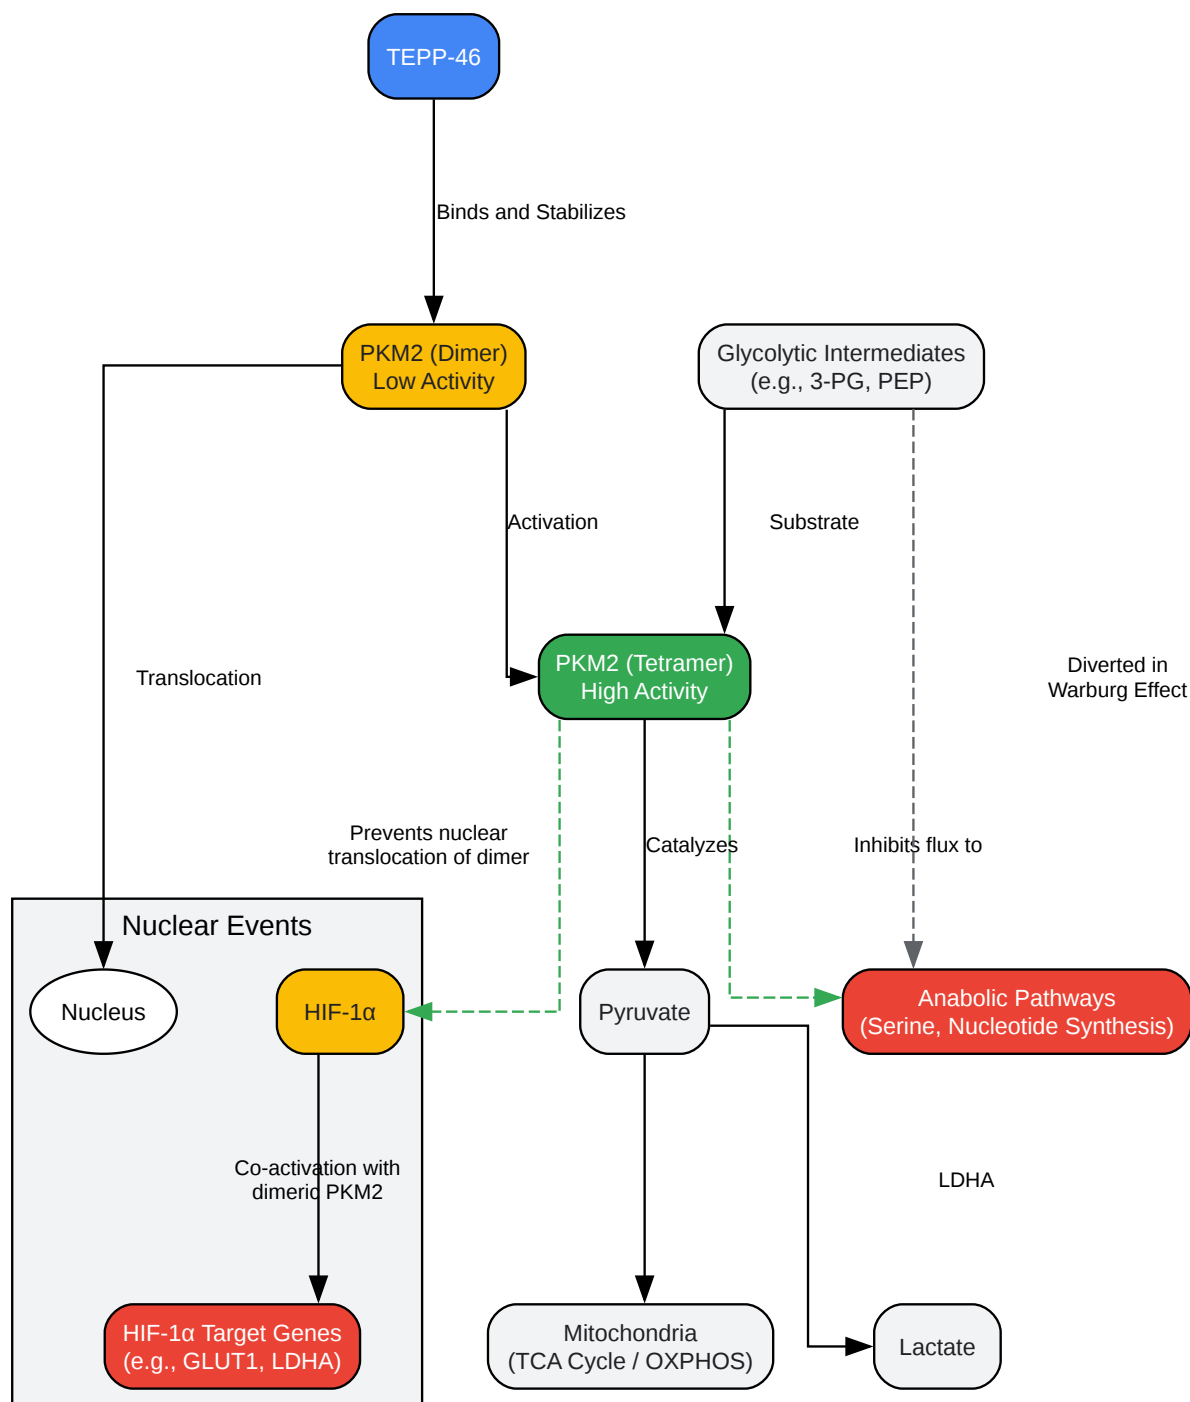 TEPP-46
Binds and Stabilizes
PKM2 (Dimer)
Low Activity
Glycolytic Intermediates
(e.g., 3-PG, PEP)
Activation
Substrate
Translocation
PKM2 (Tetramer)
High Activity
Diverted in
Warburg Effect
Prevents nuclear
translocation of dimer
Catalyzes
Inhibits flux to
Nuclear Events
Nucleus
HIF-1α
Pyruvate
Anabolic Pathways
(Serine, Nucleotide Synthesis)
Co-activation with
dimeric PKM2
LDHA
HIF-1α Target Genes
(e.g., GLUT1, LDHA)
Mitochondria
(TCA Cycle / OXPHOS)
Lactate